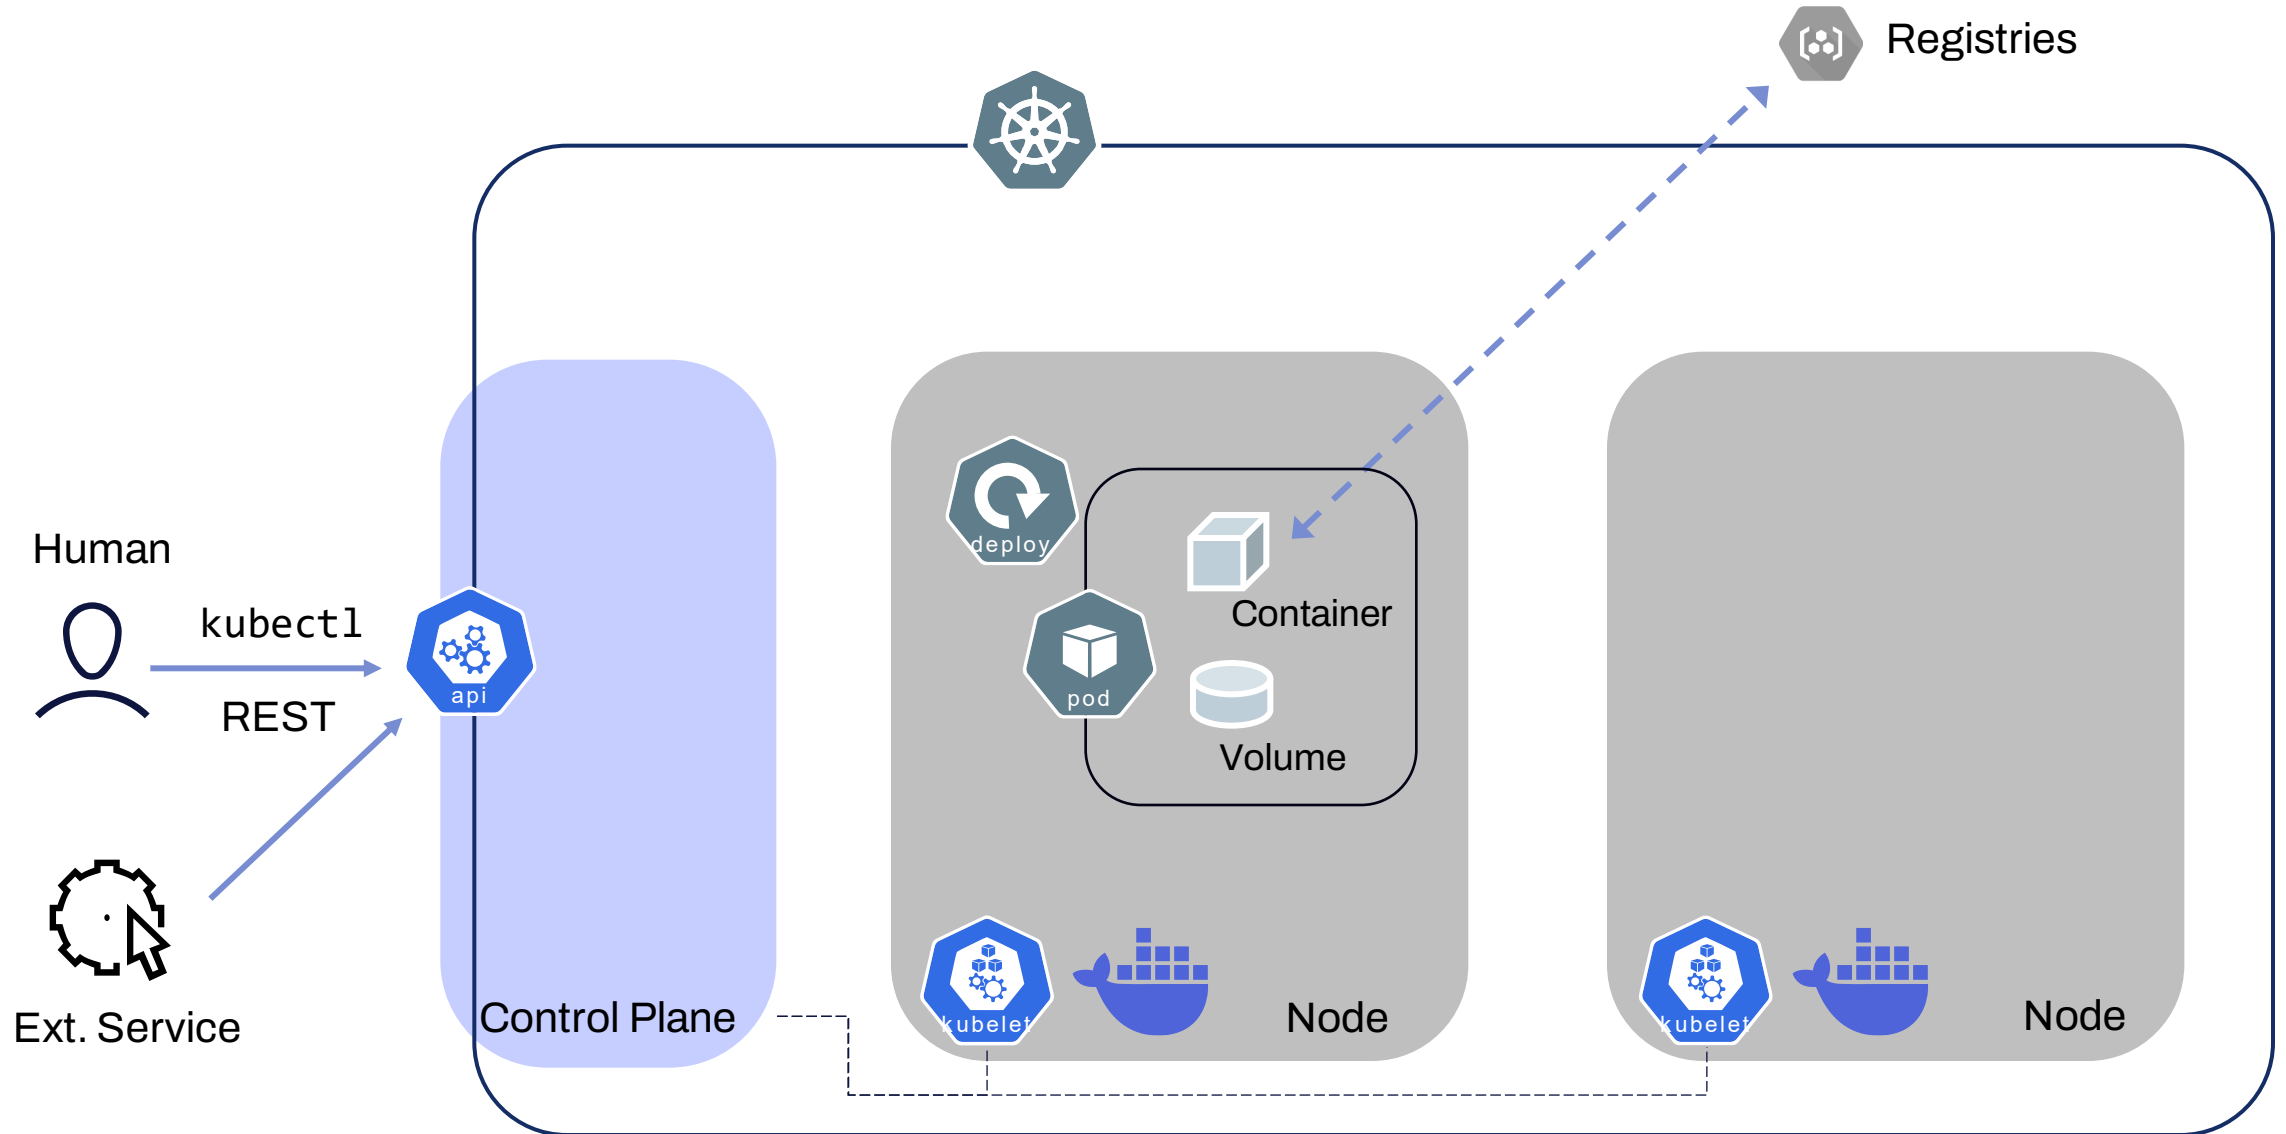 Registries
deploy
Human
kubectl
api
REST
Container
pod
Volume
Ext. Service
Control Plane
kubelet
Node
kubelet
Node